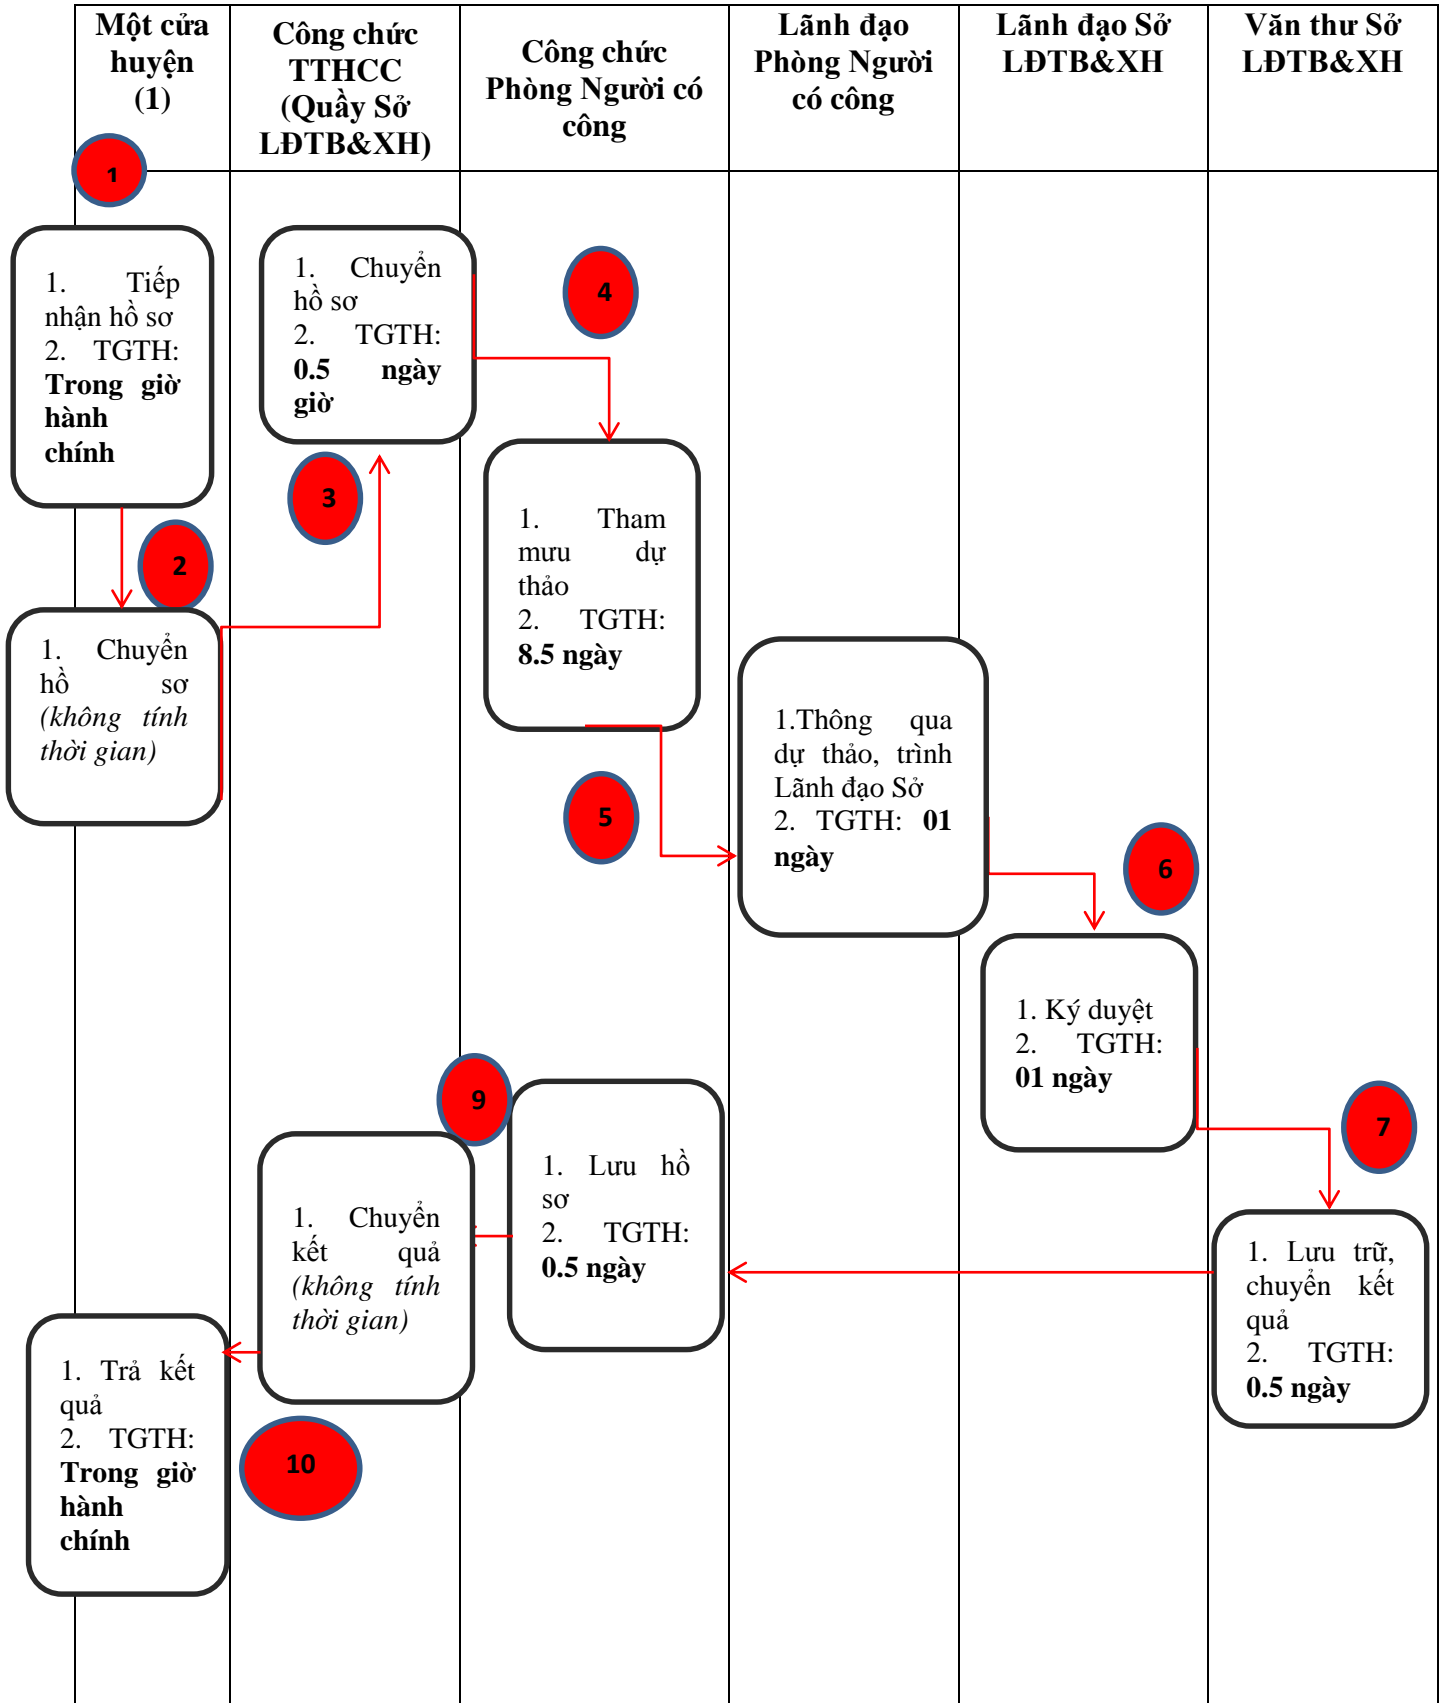 Một cửa
huyện
(1)
Công chức
TTHCC
(Quầy Sở
LĐTB&XH)
Công chức
Phòng Người có
công
Lãnh đạo
Phòng Người
có công
Lãnh đạo Sở
LĐTB&XH
Văn thư Sở
LĐTB&XH
1
1. Tiếp
nhận hồ sơ
2. TGTH:
Trong giờ
hành
chính
2
1. Chuyển
hồ sơ
(không tính
thời gian)
1. Chuyển
hồ sơ
2. TGTH:
0.5 ngày
giờ
3
4
1. Tham
mưu dự
thảo
2. TGTH:
8.5 ngày
5
1.Thông qua
dự thảo, trình
Lãnh đạo Sở
2. TGTH: 01
ngày
6
1. Ký duyệt
2. TGTH:
01 ngày
7
1. Lưu trữ,
chuyển kết
quả
2. TGTH:
0.5 ngày
9
1. Lưu hồ
sơ
2. TGTH:
0.5 ngày
1. Chuyển
kết quả
(không tính
thời gian)
10
1. Trả kết
quả
2. TGTH:
Trong giờ
hành
chính